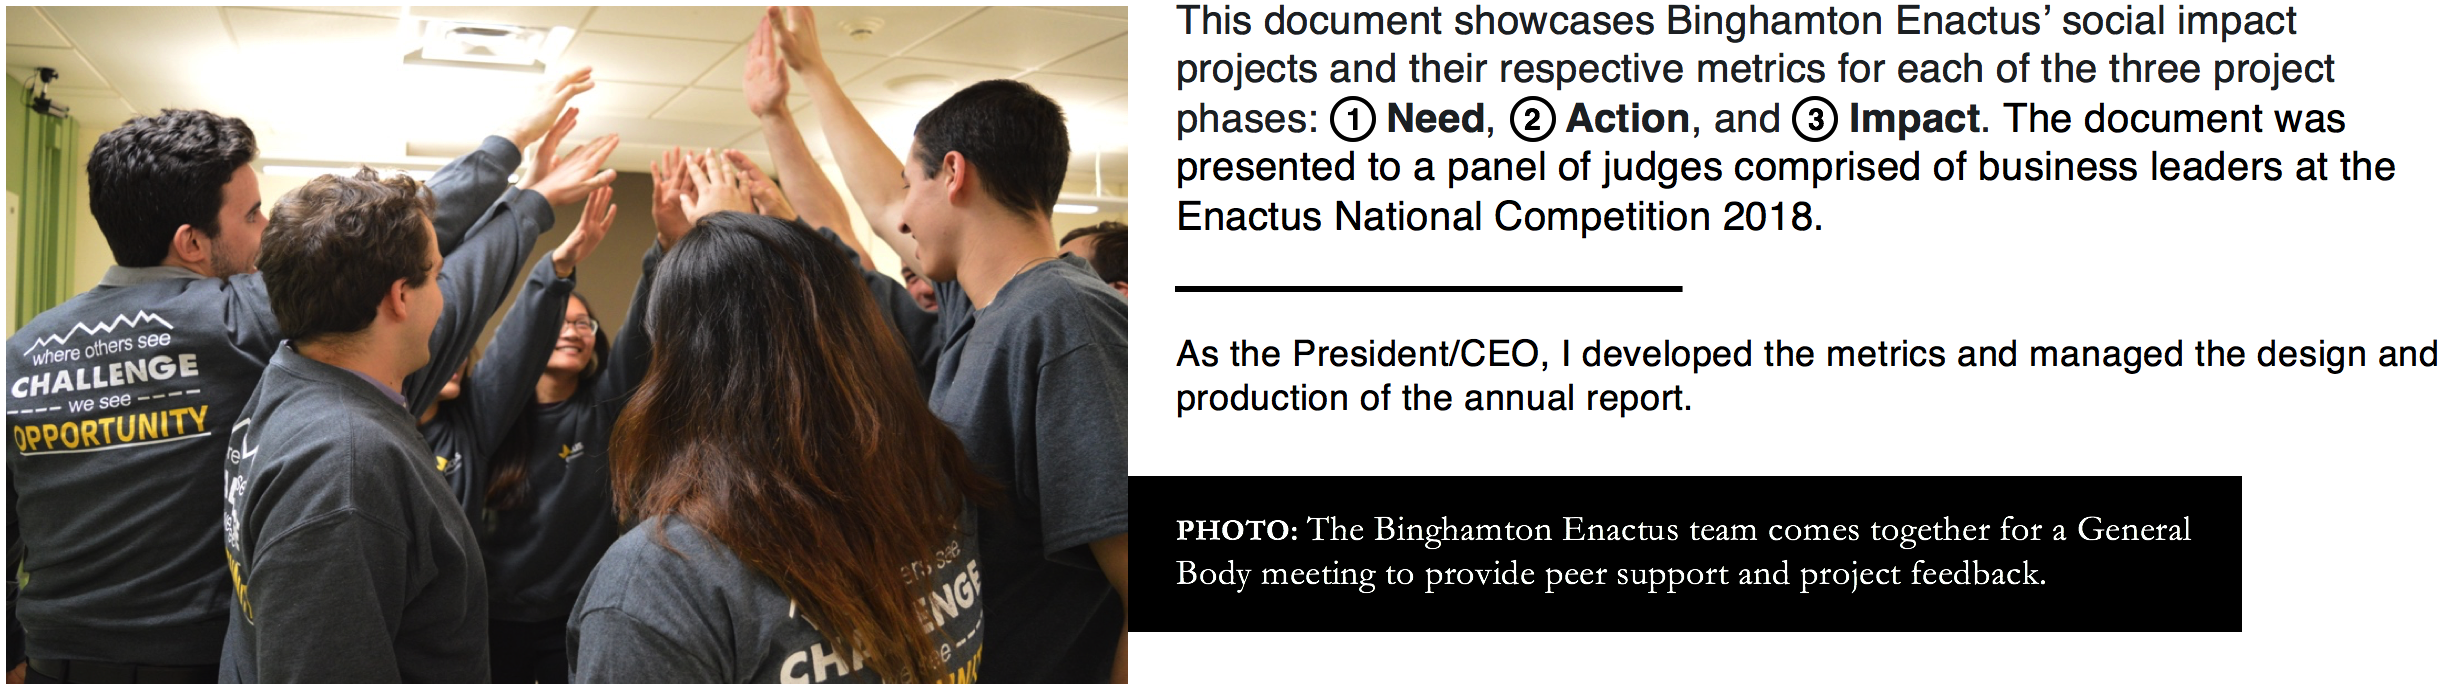 This document showcases Binghamton Enactus’ social impact
projects and their respective metrics for each of the three project
phases: ① Need, ② Action, and ③ Impact. The document was
presented to a panel of judges comprised of business leaders at the
Enactus National Competition 2018.
As the President/CEO, I developed the metrics and managed the design and
production of the annual report.
PHOTO: The Binghamton Enactus team comes together for a General
Body meeting to provide peer support and project feedback.
where others see
CHALLENGE
we see
OPPORTUNITY